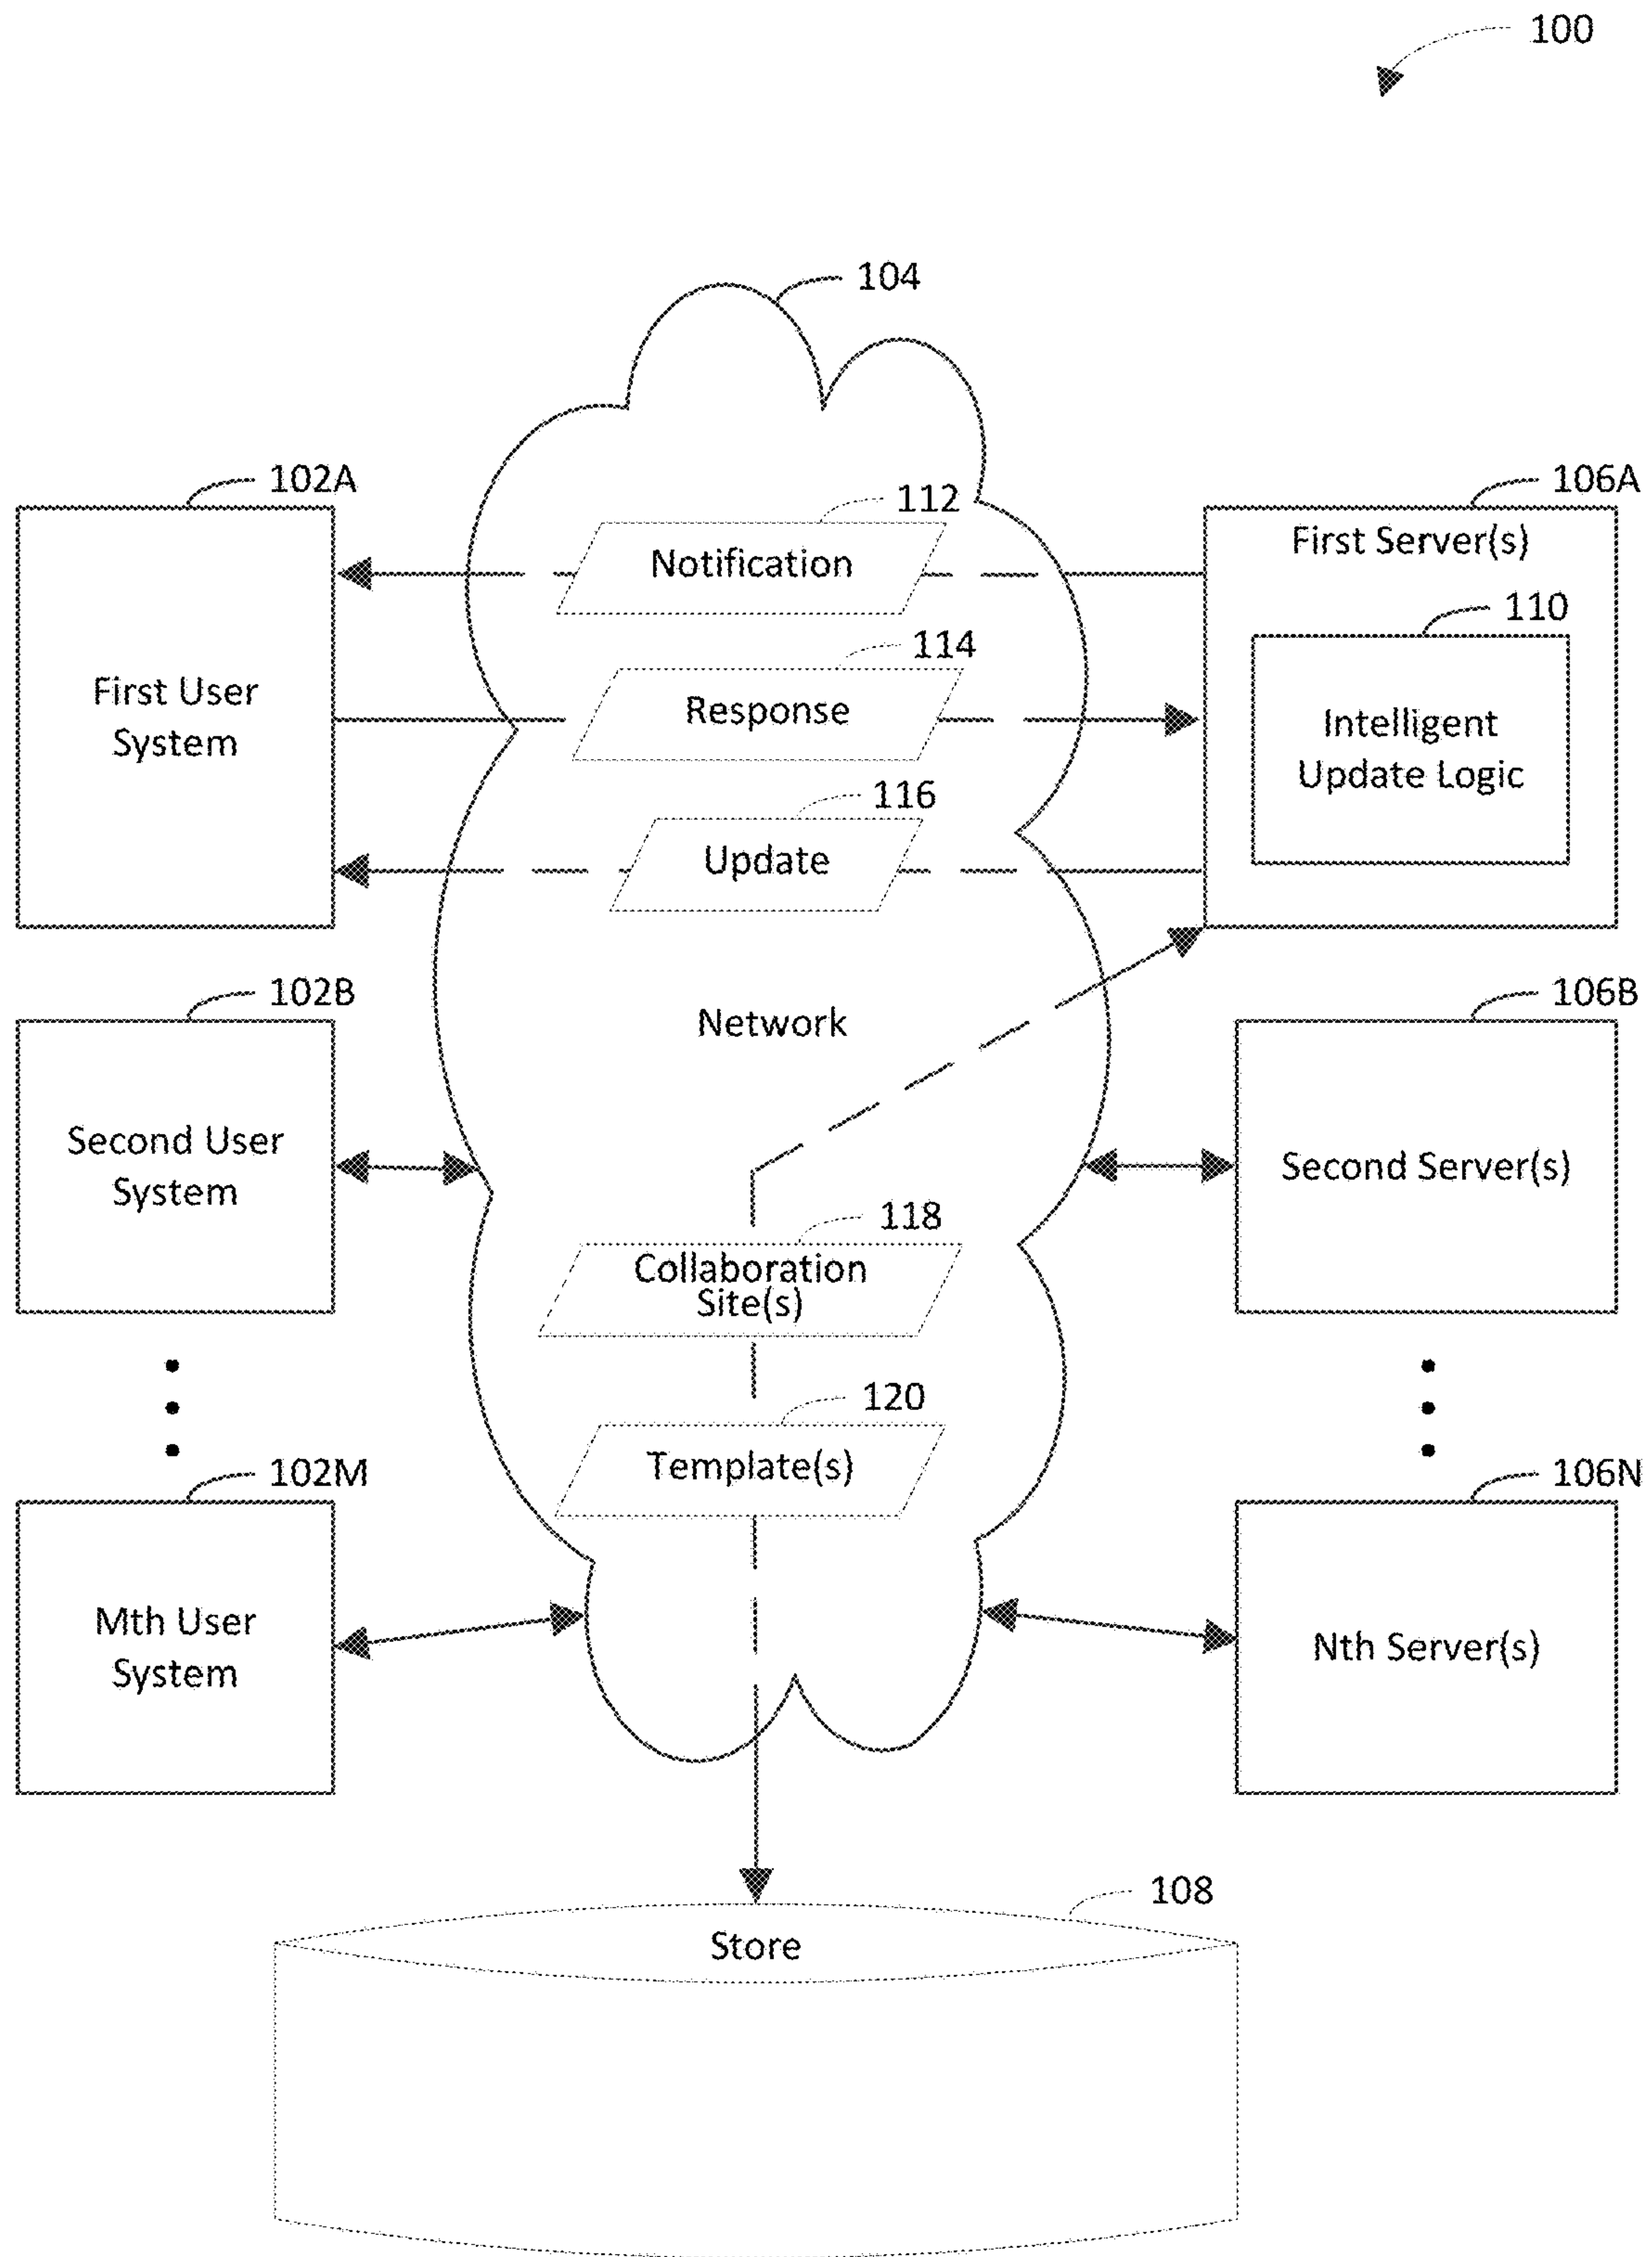 100
104
102A
112
106A
Notification
First Server(s)
110
114
First User
System
Response
Intelligent
Update Logic
116
Update
102B
Network
106B
Second User
System
Second Server(s)
118
Collaboration
Site(s)
120
Template(s)
102M
106N
Mth User
System
Nth Server(s)
108
Store